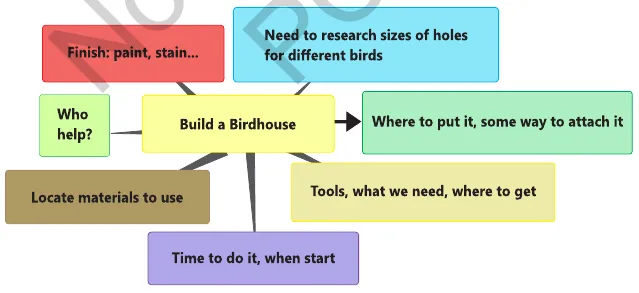 Finish: paint, stain...
Need to research sizes of holes
for different birds
Who
help?
Build a Birdhouse
Where to put it, some way to attach it
Locate materials to use
Tools, what we need, where to get
Time to do it, when start